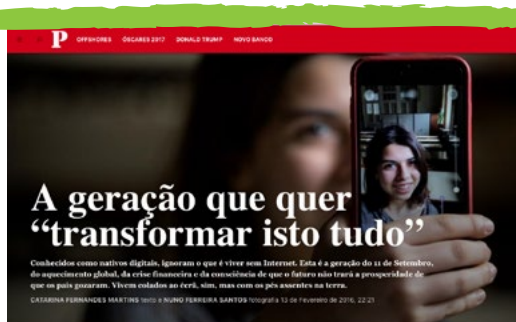 P OFFSHORES ÓSCARES 2017 DONALD TRUMP NOVO BANCO
A geração que quer
“transformar isto tudo”
Conhecidos como nativos digitais, ignoram o que é viver sem Internet. Esta é a geração do 11 de Setembro,
do aquecimento global, da crise financeira e da consciência de que o futuro não trará a prosperidade de
que os pais gozaram. Vivem colados ao ecrã, sim, mas com os pés assentes na terra.
CATARINA FERNANDES MARTINS texto e NUNO FERREIRA SANTOS fotografia 13 de Fevereiro de 2016, 22:21